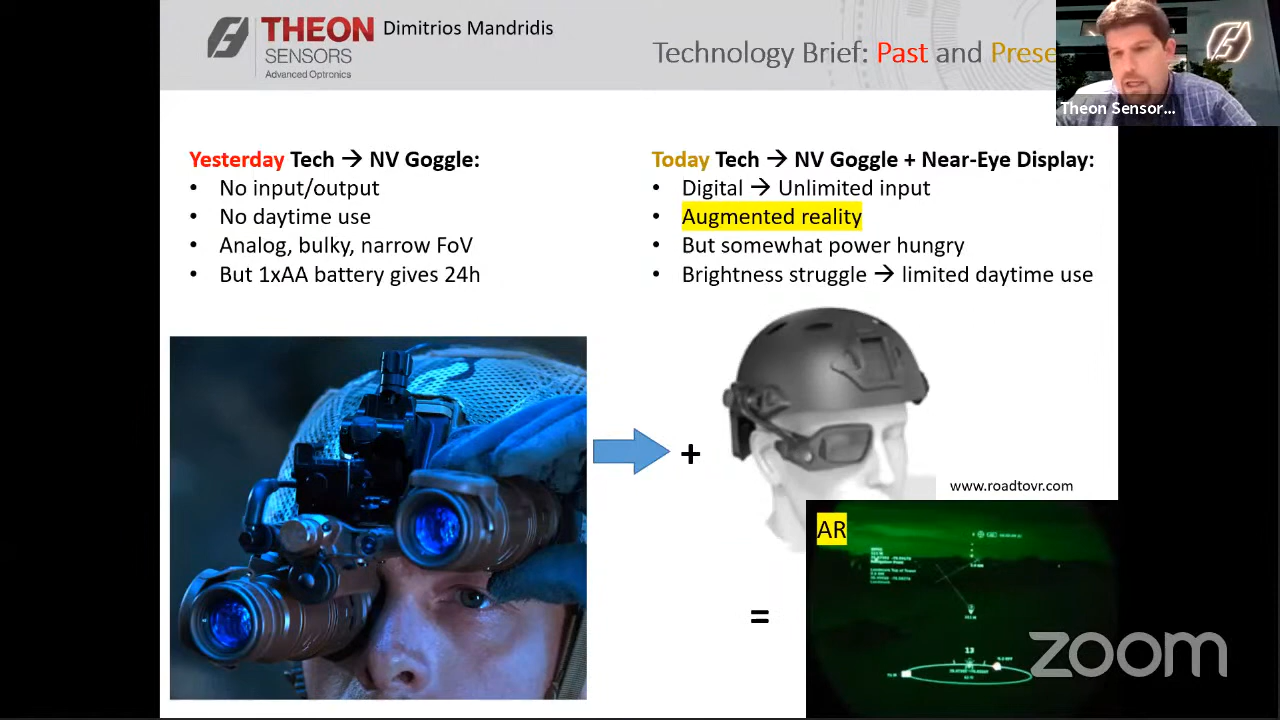 THEON
SENSORS
Advanced Optronics
Dimitrios Mandridis
Technology Brief: Past and Prese
Theon Sensor...
Yesterday Tech → NV Goggle:
• No input/output
• No daytime use
• Analog, bulky, narrow FoV
• But 1xAA battery gives 24h
Today Tech → NV Goggle + Near-Eye Display:
• Digital → Unlimited input
• Augmented reality
• But somewhat power hungry
• Brightness struggle → limited daytime use
+
www.roadtovr.com
=
AR
13
zoom